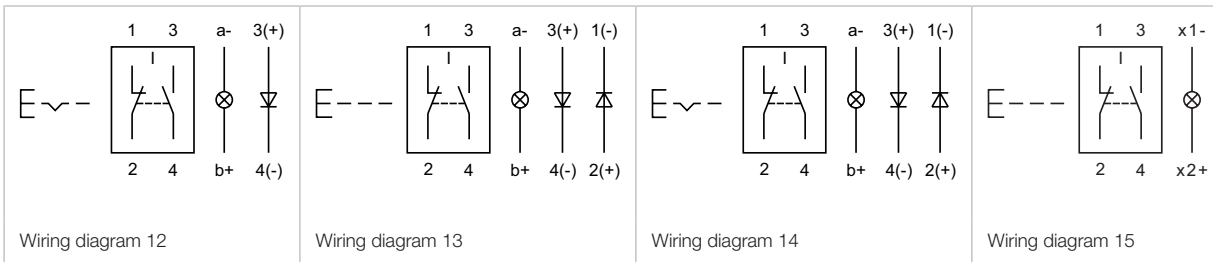 1 3 a- 3(+)
2 4 b+ 4(-)
Wiring diagram 12
1 3 a- 3(+) 1(-)
2 4 b+ 4(-) 2(+)
Wiring diagram 13
1 3 a- 3(+) 1(-)
2 4 b+ 4(-) 2(+)
Wiring diagram 14
1 3 x1-
2 4 x2+
Wiring diagram 15